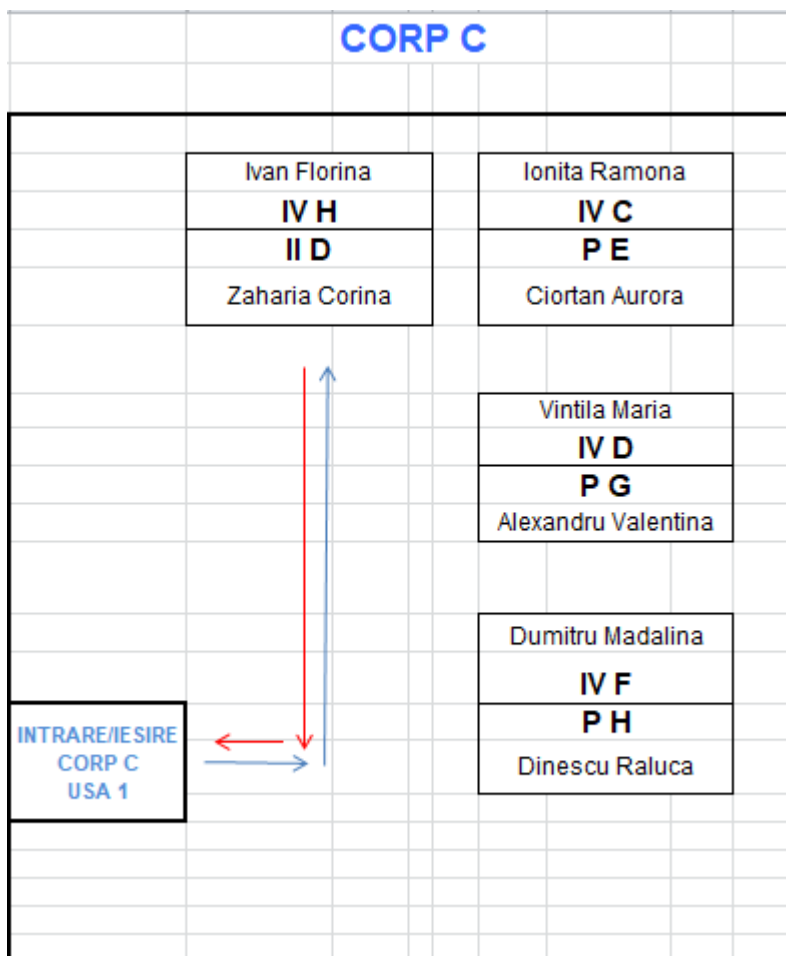 CORP C
Ivan Florina
IV H
II D
Zaharia Corina
Ionita Ramona
IV C
P E
Ciortan Aurora
Vintila Maria
IV D
P G
Alexandru Valentina
Dumitru Madalina
IV F
P H
Dinescu Raluca
INTRARE/IESIRE
CORP C
USA 1